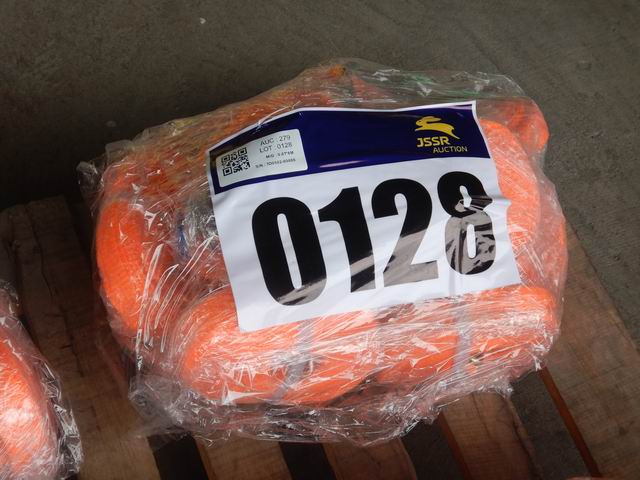 AUC : 279
LOT : 0128
JSSR
AUCTION
0128